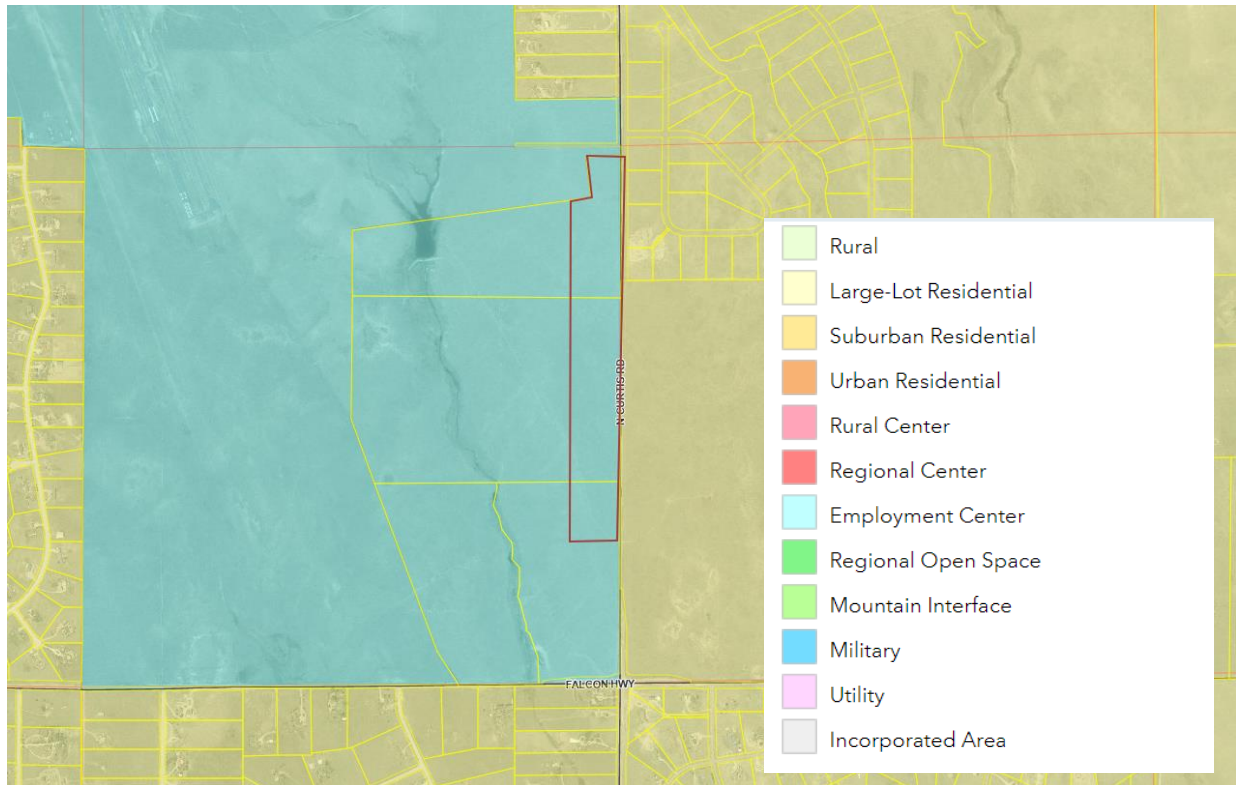 Rural
Large-Lot Residential
Suburban Residential
Urban Residential
N CURTIS RD
Rural Center
Regional Center
Employment Center
Regional Open Space
Mountain Interface
Military
FALCON HWY
Utility
Incorporated Area